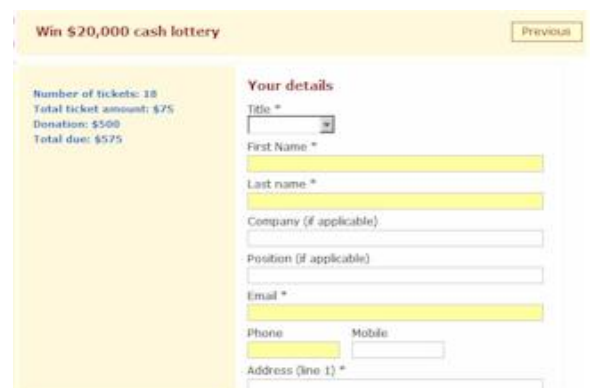 Win $20,000 cash lottery
Previous
Number of tickets: 18
Total ticket amount: $75
Donation: $500
Total due: $575
Your details
Title *
First Name *
Last name *
Company (if applicable)
Position (if applicable)
Email *
Phone Mobile
Address (line 1) *